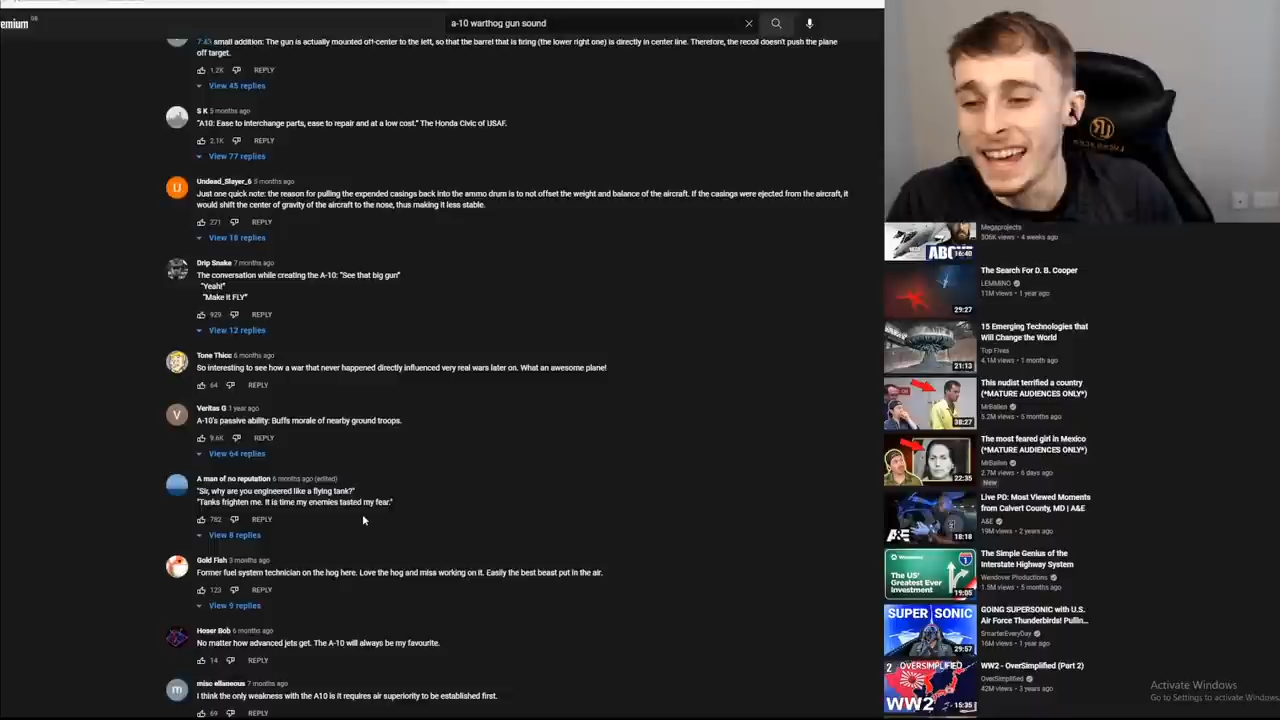 emium
GB
a-10 warthog gun sound
7:43 small addition: The gun is actually mounted off-center to the left, so that the barrel that is firing (the lower right one) is directly in center line. Therefore, the recoil doesn't push the plane
off target.
1.2K REPLY
View 45 replies
S K 5 months ago
"A10: Ease to interchange parts, ease to repair and at a low cost." The Honda Civic of USAF.
2.1K REPLY
View 77 replies
U
Undead_Slayer_6 5 months ago
Just one quick note: the reason for pulling the expended casings back into the ammo drum is to not offset the weight and balance of the aircraft. If the casings were ejected from the aircraft, it
would shift the center of gravity of the aircraft to the nose, thus making it less stable.
271 REPLY
View 18 replies
Drip Snake 7 months ago
The conversation while creating the A-10: "See that big gun"
"Yeah!"
"Make it FLY"
929 REPLY
View 12 replies
Tone Thicc 6 months ago
So interesting to see how a war that never happened directly influenced very real wars later on. What an awesome plane!
64 REPLY
V
Veritas G 1 year ago
A-10's passive ability: Buffs morale of nearby ground troops.
9.6K REPLY
View 64 replies
A man of no reputation 6 months ago (edited)
"Sir, why are you engineered like a flying tank?"
"Tanks frighten me. It is time my enemies tasted my fear."
782 REPLY
View 8 replies
Gold Fish 3 months ago
Former fuel system technician on the hog here. Love the hog and miss working on it. Easily the best beast put in the air.
123 REPLY
View 9 replies
Hoser Bob 6 months ago
No matter how advanced jets get. The A-10 will always be my favourite.
14 REPLY
m
misc ellaneous 7 months ago
I think the only weakness with the A10 is it requires air superiority to be established first.
69 REPLY
Megaprojects
306K views • 4 weeks ago
ABO
16:40
The Search For D. B. Cooper
LEMMiNO
11M views • 1 year ago
29:27
15 Emerging Technologies that
Will Change the World
Top Fives
4.1M views • 1 month ago
21:13
This nudist terrified a country
(*MATURE AUDIENCES ONLY*)
MrBallen
5.2M views • 5 months ago
38:27
The most feared girl in Mexico
(*MATURE AUDIENCES ONLY*)
MrBallen
2.7M views • 6 days ago
New
22:35
Live PD: Most Viewed Moments
from Calvert County, MD | A&E
A&E
19M views • 2 years ago
A&E
18:18
The Simple Genius of the
Interstate Highway System
Wendover Productions
1.5M views • 5 months ago
THE US'
GREATEST EVER
INVESTMENT
19:05
GOING SUPERSONIC with U.S.
Air Force Thunderbirds! Pullin...
SmarterEveryDay
16M views • 1 year ago
SUPER SONIC
29:57
WW2 - OverSimplified (Part 2)
OverSimplified
42M views • 3 years ago
2 OVERSIMPLIFIED
WW2
15:35
Activate Windows
Go to Settings to activate Windows.